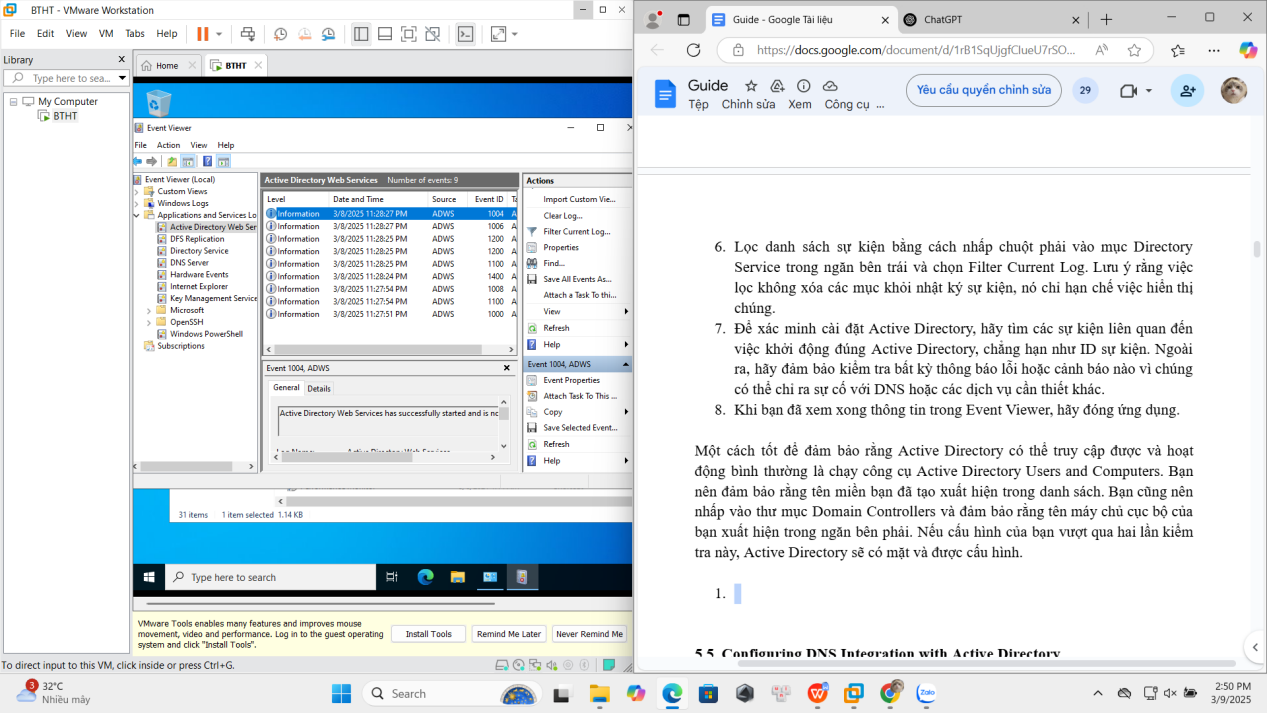 BTHT - VMware Workstation
File Edit View VM Tabs Help
Library
Type here to sea...
My Computer
BTHT
Home
BTHT
Event Viewer
File Action View Help
Event Viewer (Local)
Custom Views
Windows Logs
Applications and Services Lo
Active Directory Web Ser
DFS Replication
Directory Service
DNS Server
Hardware Events
Internet Explorer
Key Management Service
Microsoft
OpenSSH
Windows PowerShell
Subscriptions
Active Directory Web Services Number of events: 9
Level Date and Time Source Event ID Ta
Information 3/8/2025 11:28:27 PM ADWS 1004 A
Information 3/8/2025 11:28:27 PM ADWS 1006 A
Information 3/8/2025 11:28:25 PM ADWS 1200 A
Information 3/8/2025 11:28:25 PM ADWS 1200 A
Information 3/8/2025 11:28:25 PM ADWS 1100 A
Information 3/8/2025 11:28:24 PM ADWS 1400 A
Information 3/8/2025 11:27:54 PM ADWS 1008 A
Information 3/8/2025 11:27:54 PM ADWS 1100 A
Information 3/8/2025 11:27:51 PM ADWS 1000 A
Event 1004, ADWS
General Details
Active Directory Web Services has successfully started and is nc
Log Name: Active Directory Web Services
Actions
Import Custom Vie...
Clear Log...
Filter Current Log...
Properties
Find...
Save All Events As...
Attach a Task To thi...
View
Refresh
Help
Event 1004, ADWS
Event Properties
Attach Task To This ...
Copy
Save Selected Event...
Refresh
Help
31 items 1 item selected 1.14 KB
Type here to search
VMware Tools enables many features and improves mouse
movement, video and performance. Log in to the guest operating
system and click "Install Tools".
Install Tools
Remind Me Later
Never Remind Me
To direct input to this VM, click inside or press Ctrl+G.
Guide - Google Tài liệu
ChatGPT
https://docs.google.com/document/d/1rB1SqUjgfClueU7rSO...
Guide
Tệp Chỉnh sửa Xem Công cụ ...
Yêu cầu quyền chỉnh sửa
29
6. Lọc danh sách sự kiện bằng cách nhấp chuột phải vào mục Directory
Service trong ngăn bên trái và chọn Filter Current Log. Lưu ý rằng việc
lọc không xóa các mục khỏi nhật ký sự kiện, nó chỉ hạn chế việc hiển thị
chúng.
7. Để xác minh cài đặt Active Directory, hãy tìm các sự kiện liên quan đến
việc khởi động đúng Active Directory, chẳng hạn như ID sự kiện. Ngoài
ra, hãy đảm bảo kiểm tra bất kỳ thông báo lỗi hoặc cảnh báo nào vì chúng
có thể chỉ ra sự cố với DNS hoặc các dịch vụ cần thiết khác.
8. Khi bạn đã xem xong thông tin trong Event Viewer, hãy đóng ứng dụng.
Một cách tốt để đảm bảo rằng Active Directory có thể truy cập được và hoạt
động bình thường là chạy công cụ Active Directory Users and Computers. Bạn
nên đảm bảo rằng tên miền bạn đã tạo xuất hiện trong danh sách. Bạn cũng nên
nhấp vào thư mục Domain Controllers và đảm bảo rằng tên máy chủ cục bộ của
bạn xuất hiện trong ngăn bên phải. Nếu cấu hình của bạn vượt qua hai lần kiểm
tra này, Active Directory sẽ có mặt và được cấu hình.
1.
5.5. Configuring DNS Integration with Active Directory
3
32°C
Nhiều mây
Search
Zalo
2:50 PM
3/9/2025